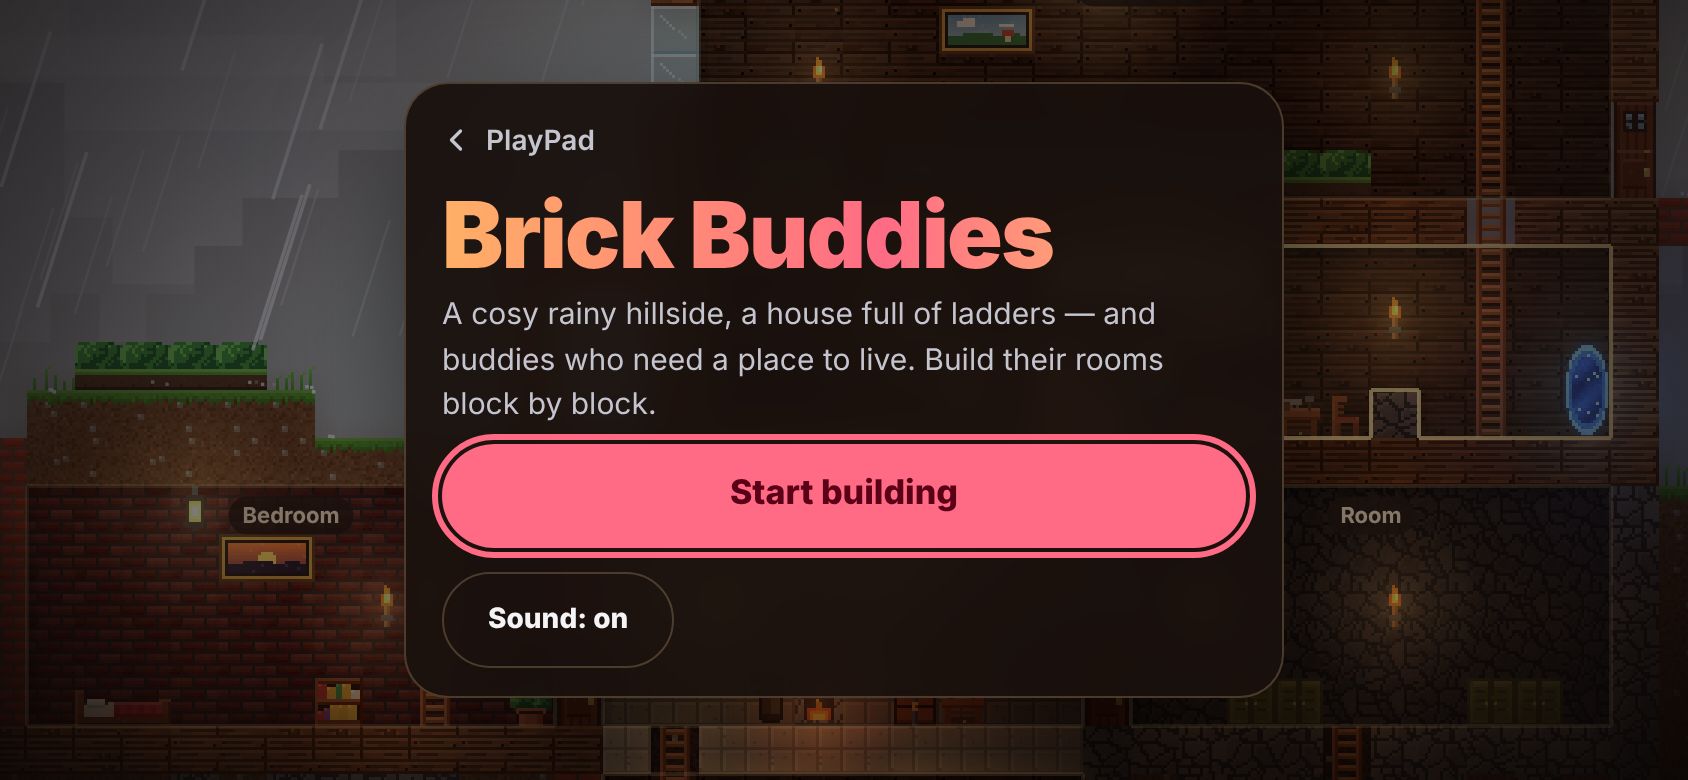 PlayPad
Brick Buddies
A cosy rainy hillside, a house full of ladders — and
buddies who need a place to live. Build their rooms
block by block.
Start building
Bedroom
Room
Sound: on